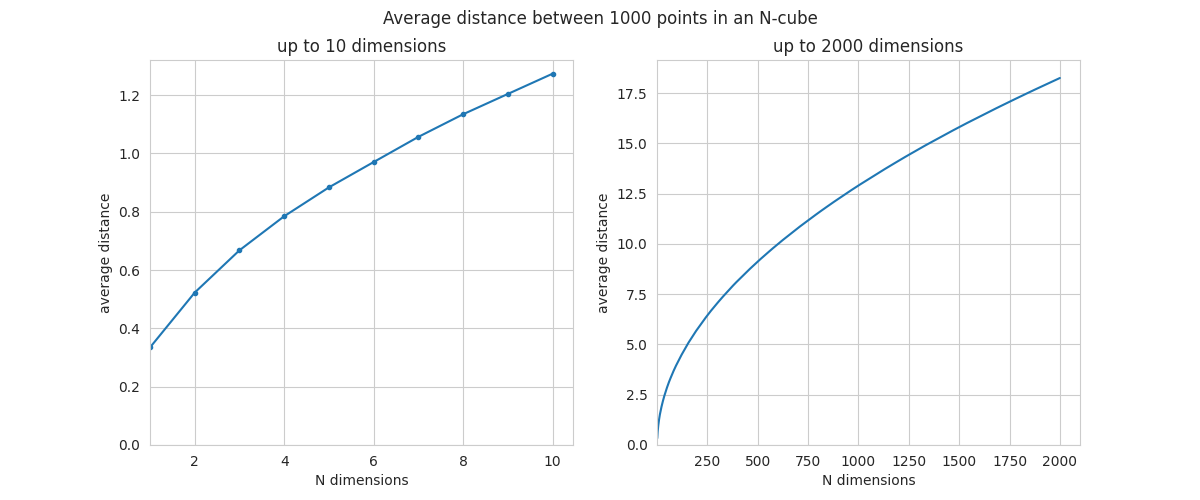 Average distance between 1000 points in an N-cube
up to 10 dimensions
average distance
1.2
1.0
0.8
0.6
0.4
0.2
0.0
2 4 6 8 10
N dimensions
up to 2000 dimensions
average distance
17.5
15.0
12.5
10.0
7.5
5.0
2.5
0.0
250 500 750 1000 1250 1500 1750 2000
N dimensions